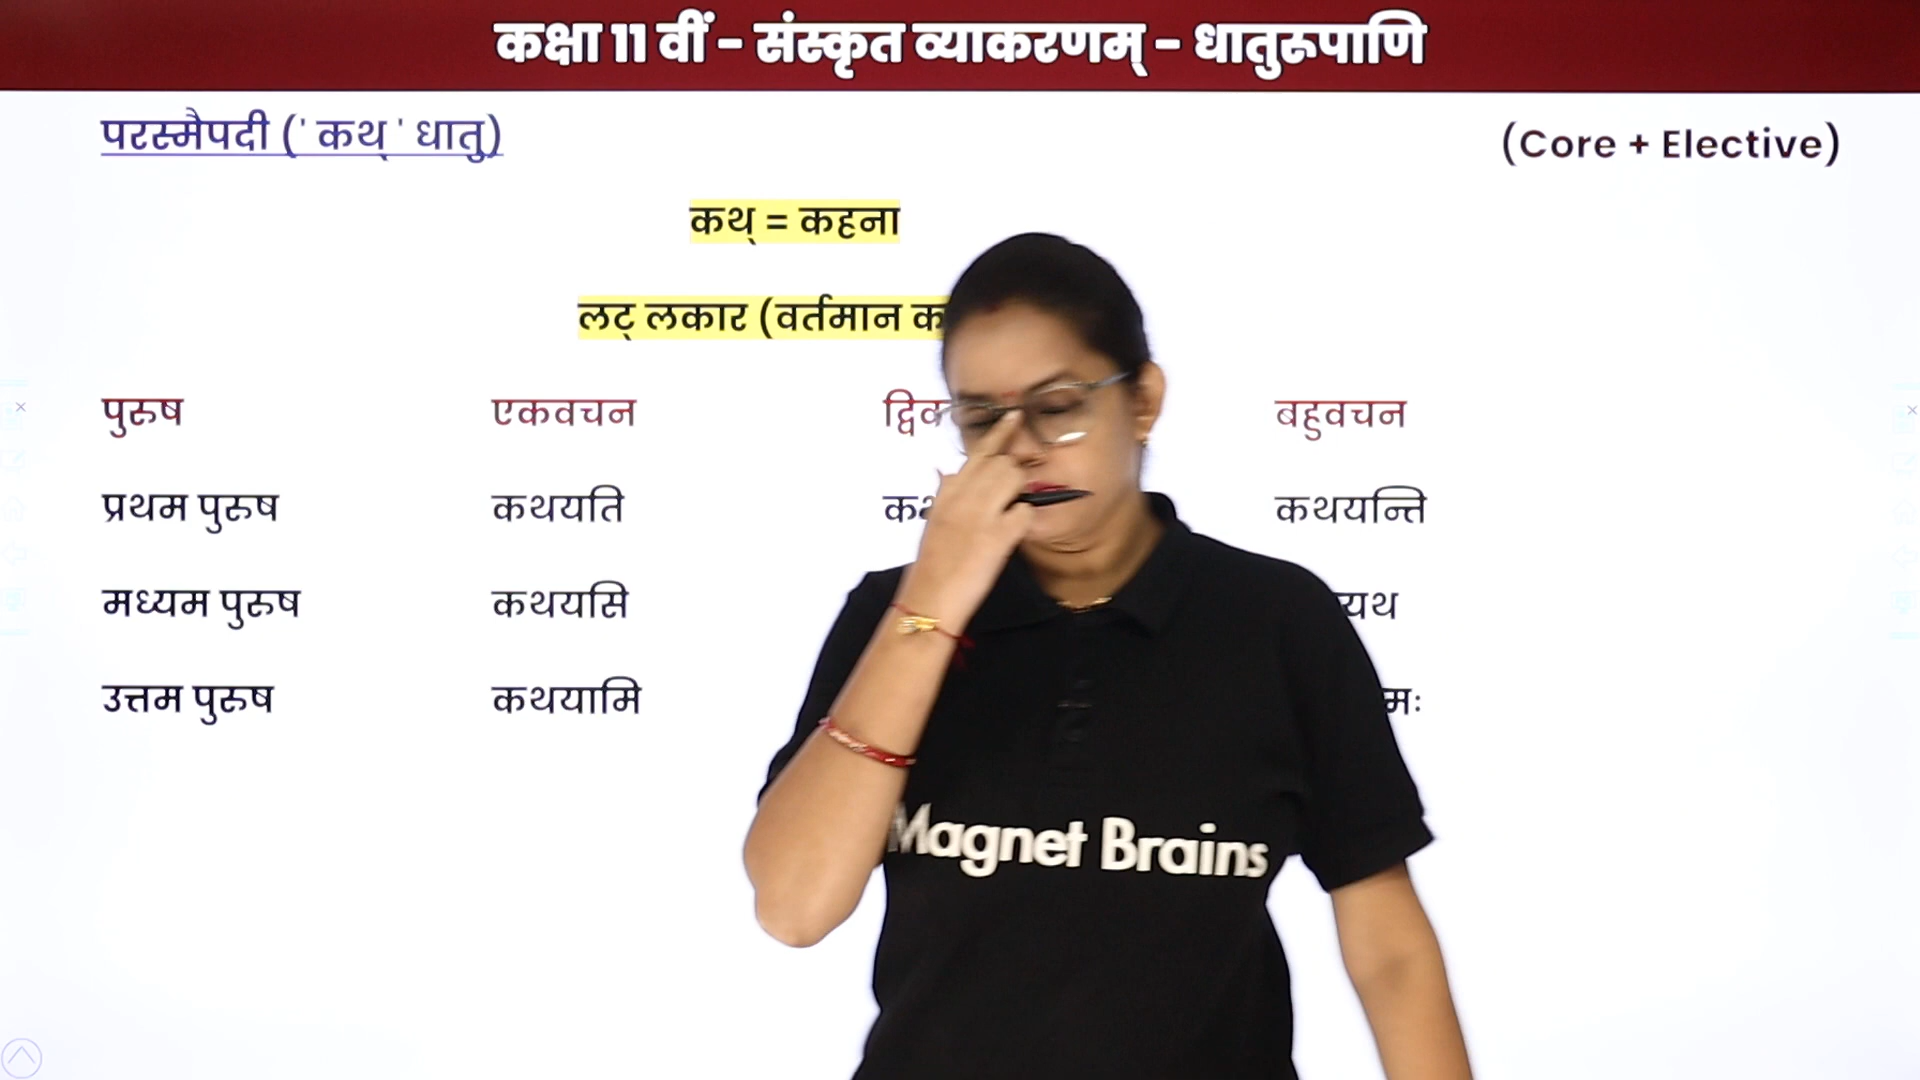 कक्षा 11 वीं - संस्कृत व्याकरणम् - धातुरूपाणि
परस्मैपदी (' कथ् ' धातु) (Core + Elective)
कथ् = कहना
लट् लकार (वर्तमान
पुरुष एकवचन बहुवचन
प्रथम पुरुष कथयति कथयन्ति
मध्यम पुरुष कथयसि यथ
उत्तम पुरुष कथयामि मः
Magnet Brains